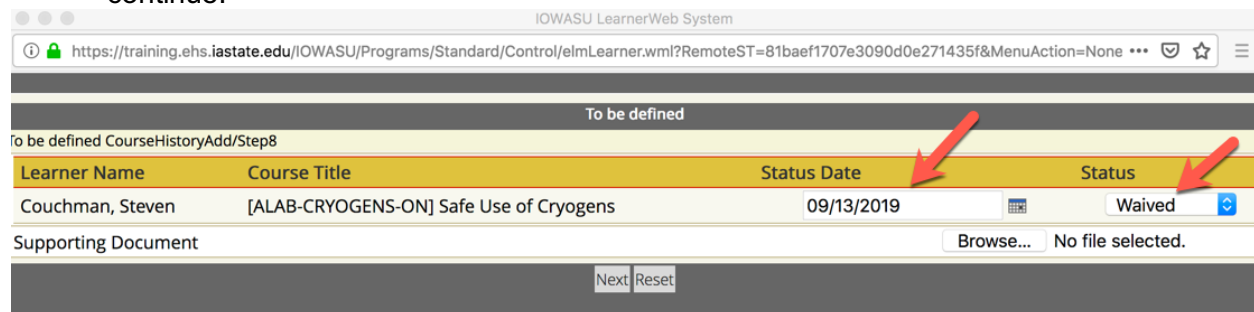 continue.
IOWASU LearnerWeb System
https://training.ehs.iastate.edu/IOWASU/Programs/Standard/Control/elmLearner.wml?RemoteST=81baef1707e3090d0e271435f&MenuAction=None
To be defined
To be defined CourseHistoryAdd/Step8
Learner Name Course Title Status Date Status
Couchman, Steven [ALAB-CRYOGENS-ON] Safe Use of Cryogens 09/13/2019 Waived
Supporting Document Browse... No file selected.
Next Reset